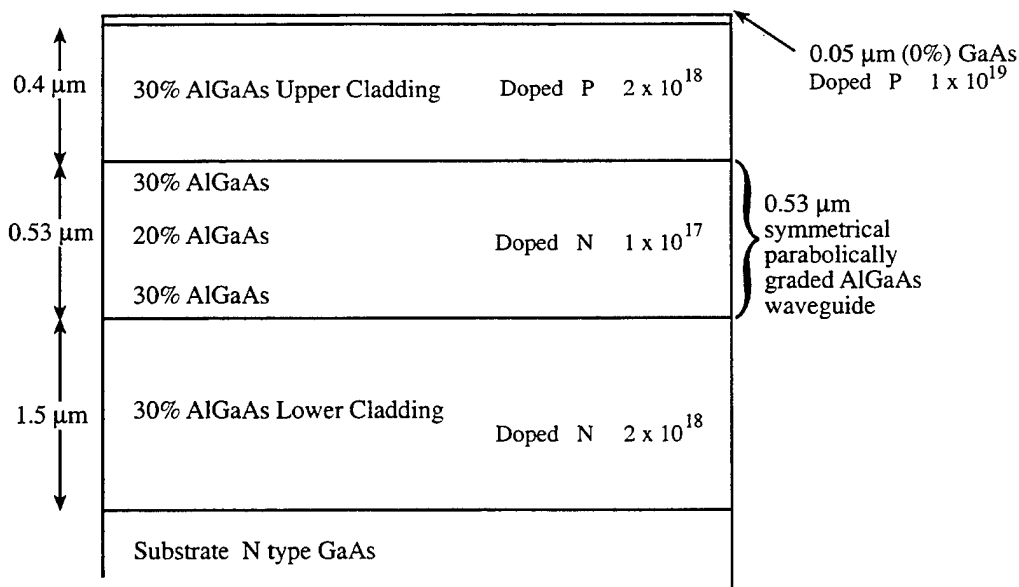 0.05 μm (0%) GaAs
Doped P 1 x 10^19
0.4 μm
30% AlGaAs Upper Cladding Doped P 2 x 10^18
30% AlGaAs
0.53 μm
20% AlGaAs
Doped N 1 x 10^17
30% AlGaAs
0.53 μm
symmetrical
parabolically
graded AlGaAs
waveguide
1.5 μm
30% AlGaAs Lower Cladding
Doped N 2 x 10^18
Substrate N type GaAs